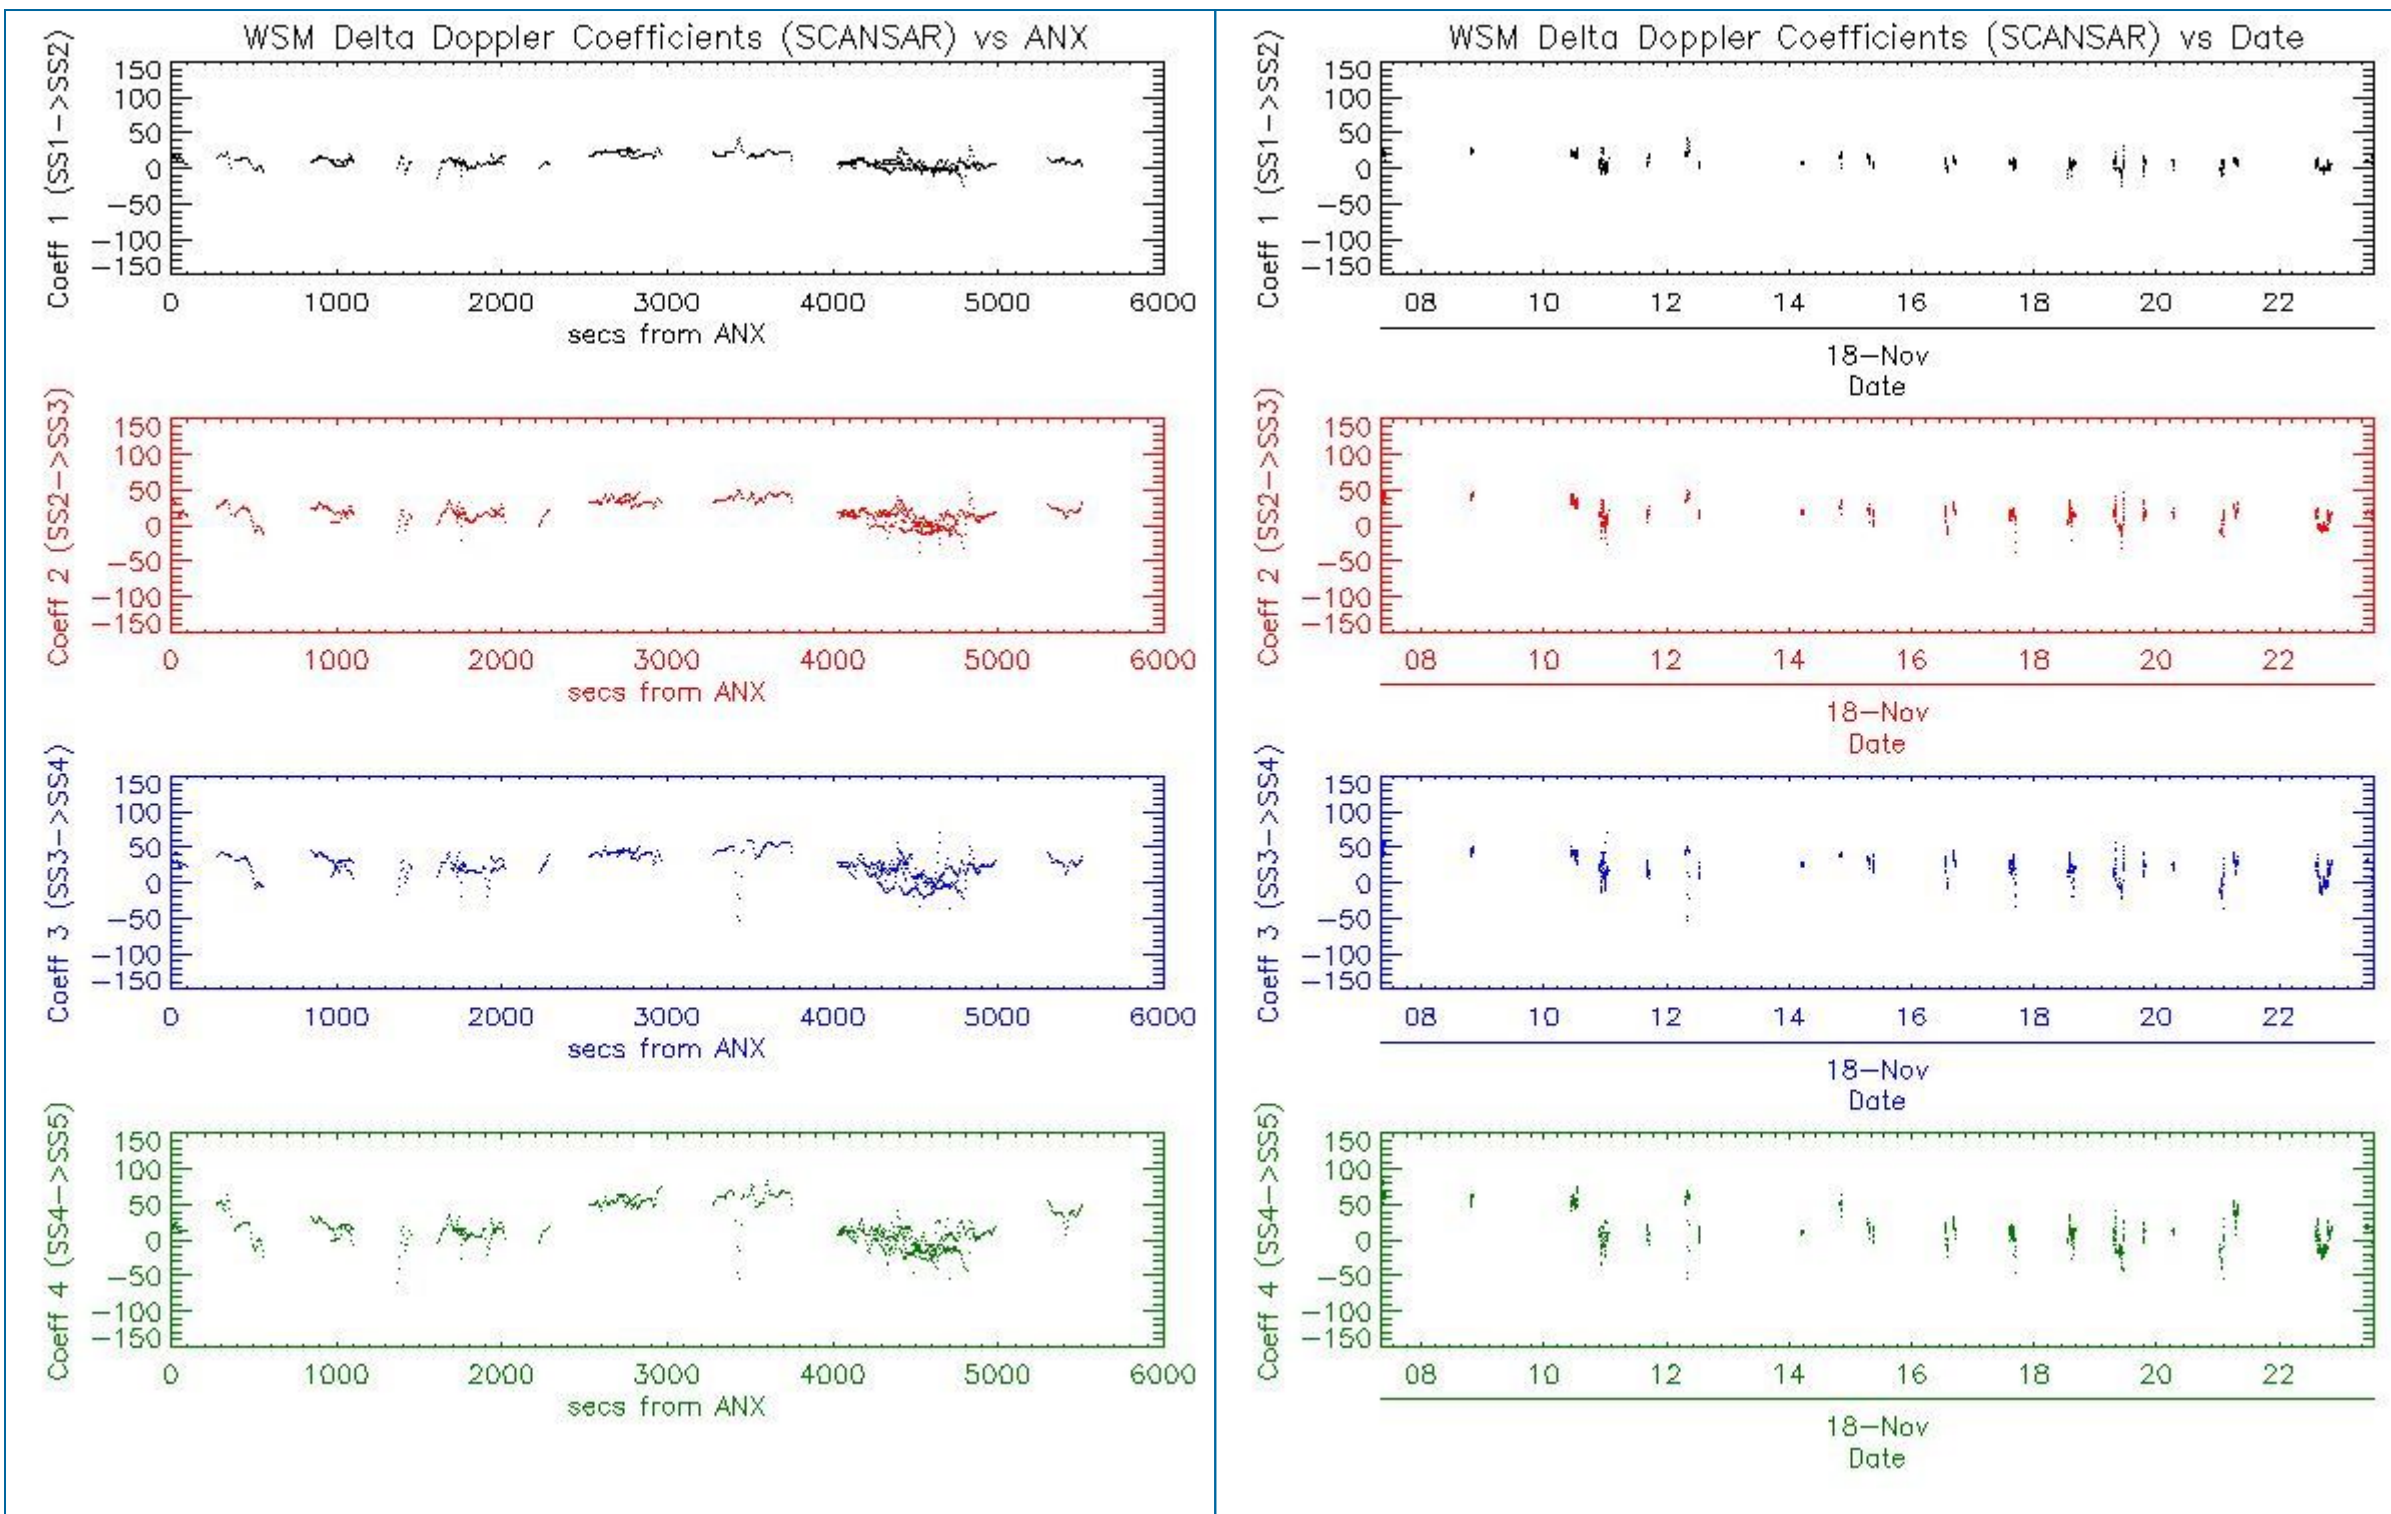 WSM Delta Doppler Coefficients (SCANSAR) vs ANX
Coeff 1 (SS1->SS2)
150
100
50
0
-50
-100
-150
0 1000 2000 3000 4000 5000 6000
secs from ANX
Coeff 2 (SS2->SS3)
150
100
50
0
-50
-100
-150
0 1000 2000 3000 4000 5000 6000
secs from ANX
Coeff 3 (SS3->SS4)
150
100
50
0
-50
-100
-150
0 1000 2000 3000 4000 5000 6000
secs from ANX
Coeff 4 (SS4->SS5)
150
100
50
0
-50
-100
-150
0 1000 2000 3000 4000 5000 6000
secs from ANX
WSM Delta Doppler Coefficients (SCANSAR) vs Date
Coeff 1 (SS1->SS2)
150
100
50
0
-50
-100
-150
08 10 12 14 16 18 20 22
18-Nov
Date
Coeff 2 (SS2->SS3)
150
100
50
0
-50
-100
-150
08 10 12 14 16 18 20 22
18-Nov
Date
Coeff 3 (SS3->SS4)
150
100
50
0
-50
-100
-150
08 10 12 14 16 18 20 22
18-Nov
Date
Coeff 4 (SS4->SS5)
150
100
50
0
-50
-100
-150
08 10 12 14 16 18 20 22
18-Nov
Date